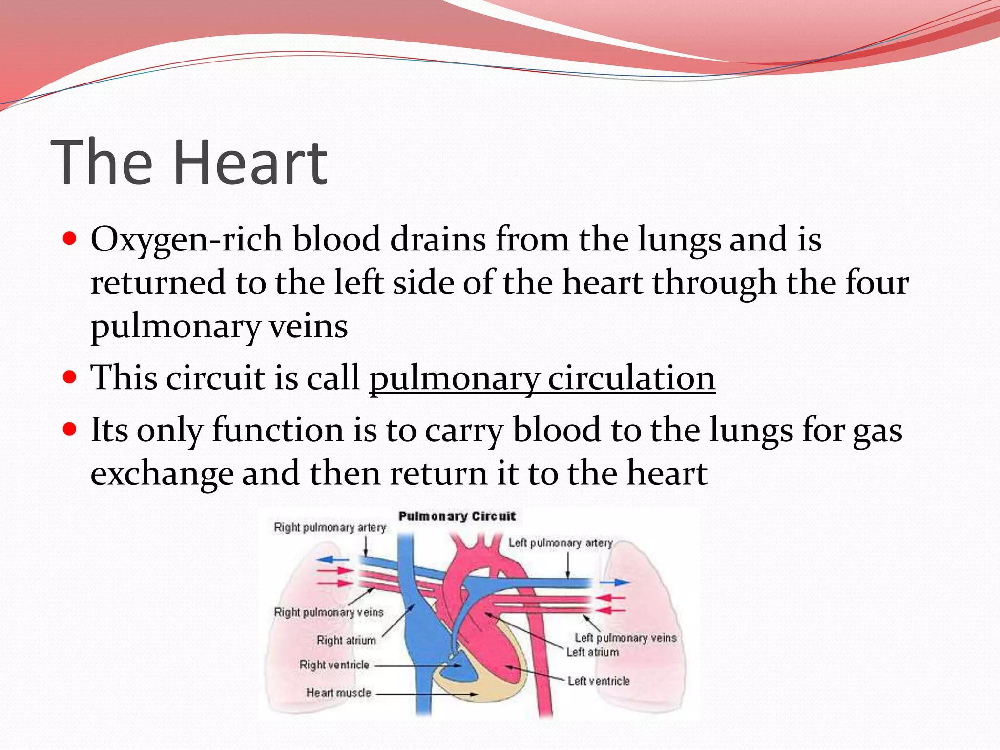 The Heart
Oxygen-rich blood drains from the lungs and is
returned to the left side of the heart through the four
pulmonary veins
This circuit is call pulmonary circulation
Its only function is to carry blood to the lungs for gas
exchange and then return it to the heart
Pulmonary Circuit
Right pulmonary artery
Left pulmonary artery
Right pulmonary veins
Right atrium
Left pulmonary veins
Left atrium
Right ventricle
Left ventricle
Heart muscle